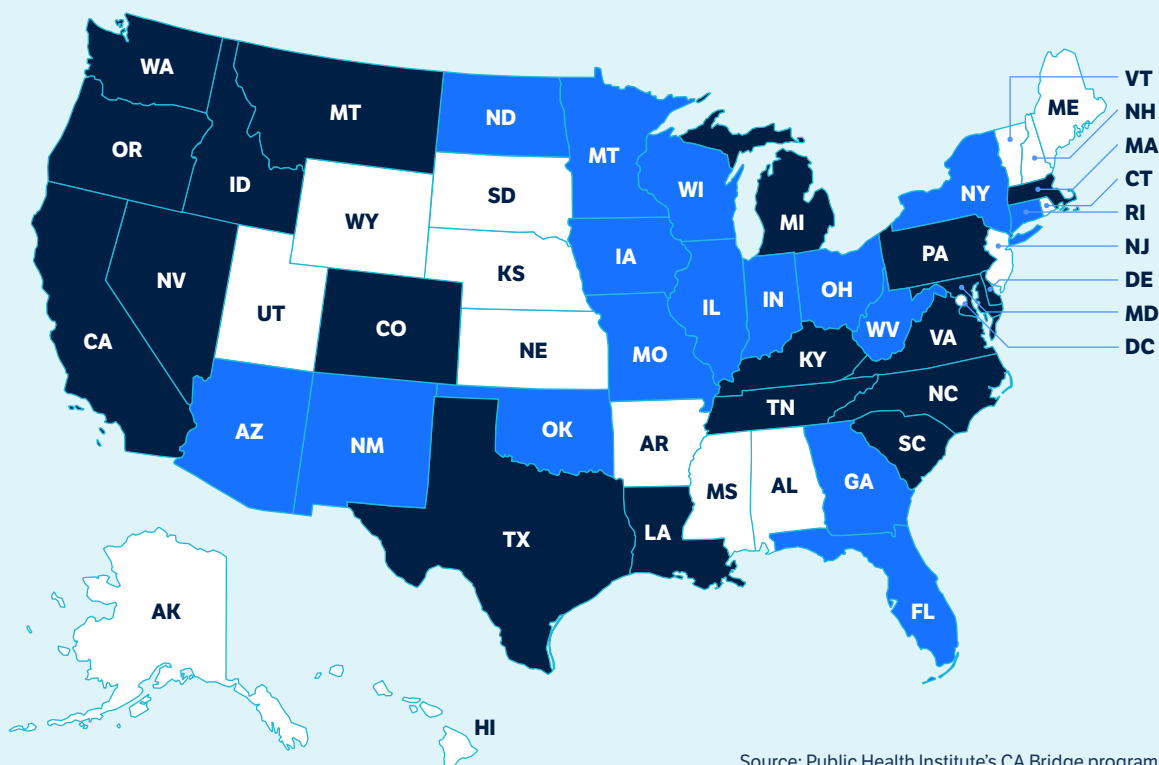 WA
MT
ND
MT
VT
ME
NH
OR
ID
WY
SD
WI
MI
NY
MA
CT
RI
NV
UT
CO
KS
IA
PA
NJ
CA
NE
MO
IL
IN
OH
WV
VA
DE
MD
DC
KY
AZ
NM
OK
AR
TN
NC
SC
TX
LA
MS
AL
GA
FL
AK
HI
Source: Public Health Institute's CA Bridge program